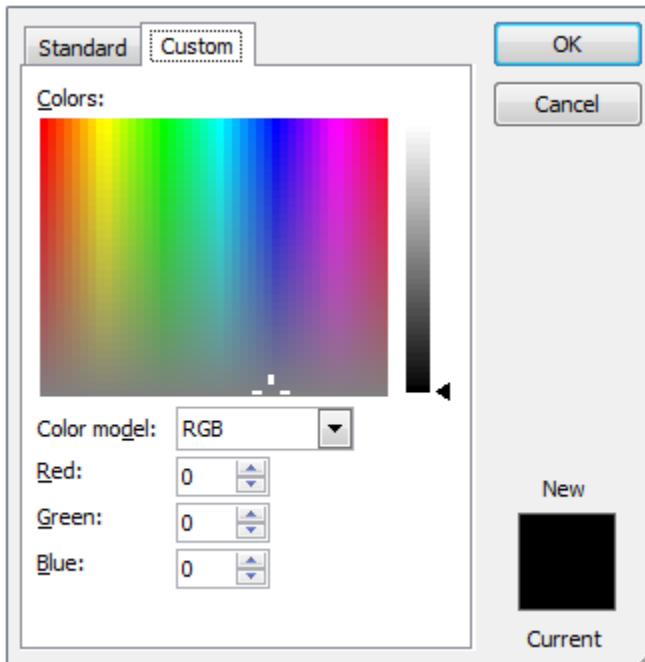 Standard Custom
OK
Cancel
Colors:
Color model: RGB
Red: 0
Green: 0
Blue: 0
New
Current